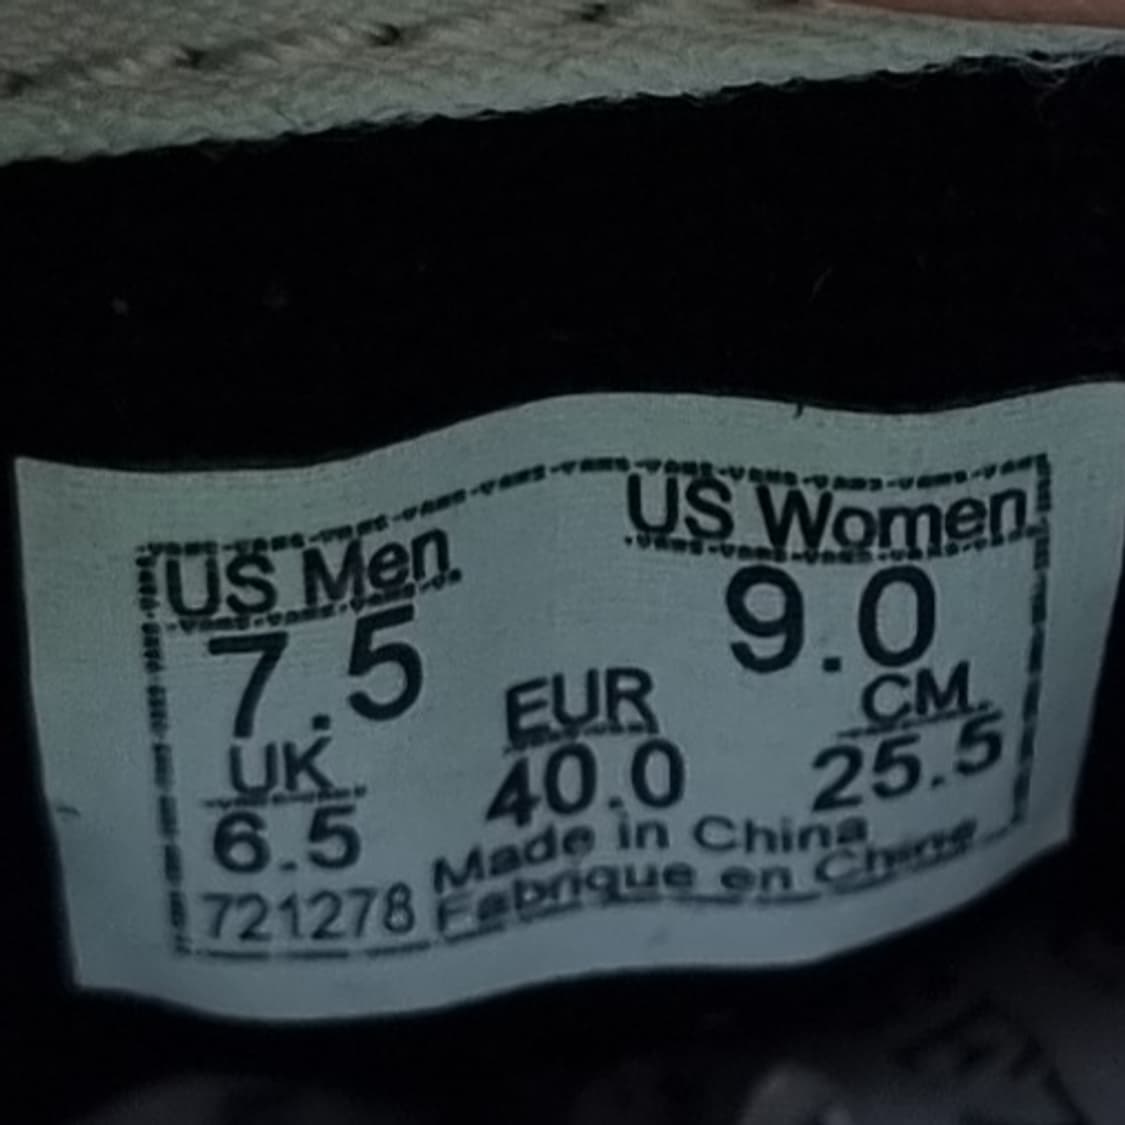 US Men US Women
7.5 9.0
UK EUR CM
6.5 40.0 25.5
Made in China
721278 Fabrique en Chine